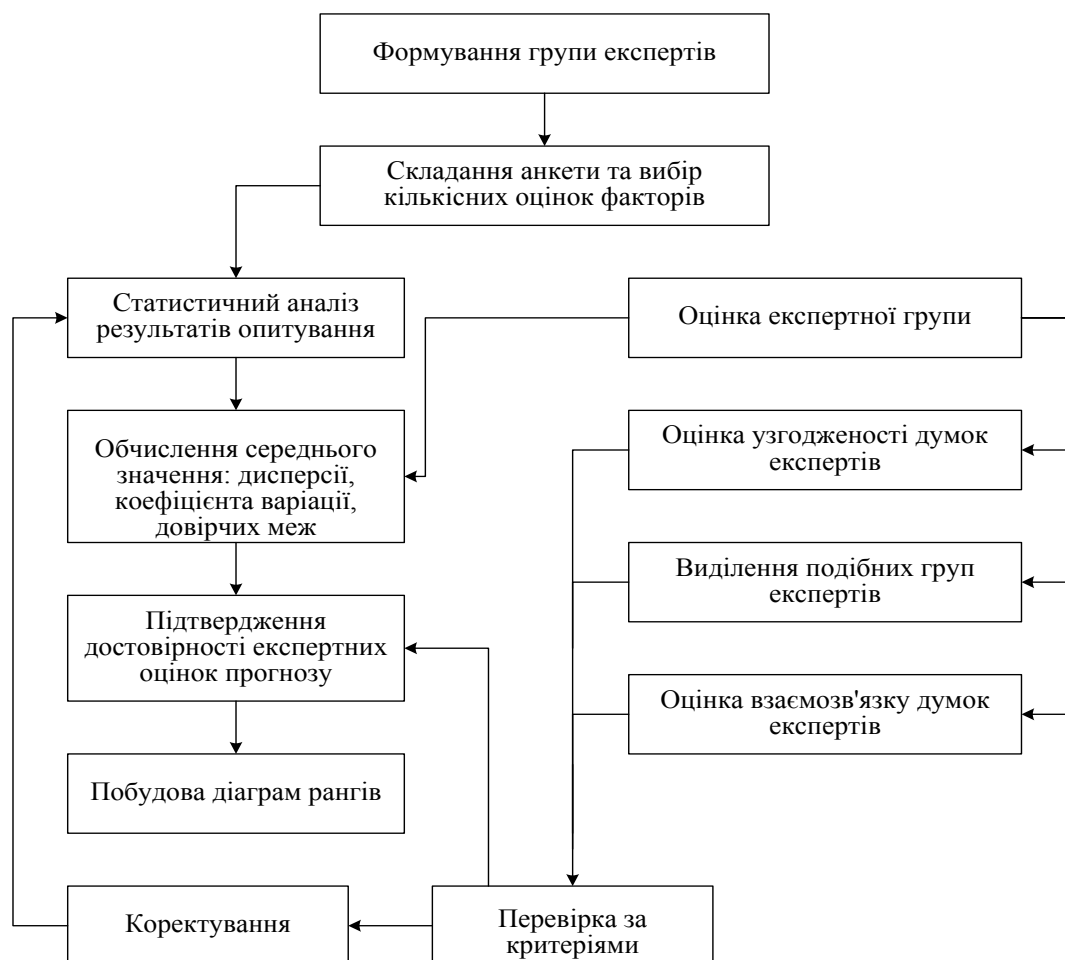 Формування групи експертів
Складання анкети та вибір
кількісних оцінок факторів
Статистичний аналіз
результатів опитування
Оцінка експертної групи
Обчислення середнього
значення: дисперсії,
коефіцієнта варіації,
довірчих меж
Оцінка узгодженості думок
експертів
Виділення подібних груп
експертів
Підтвердження
достовірності експертних
оцінок прогнозу
Оцінка взаємозв'язку думок
експертів
Побудова діаграм рангів
Коректування
Перевірка за
критеріями